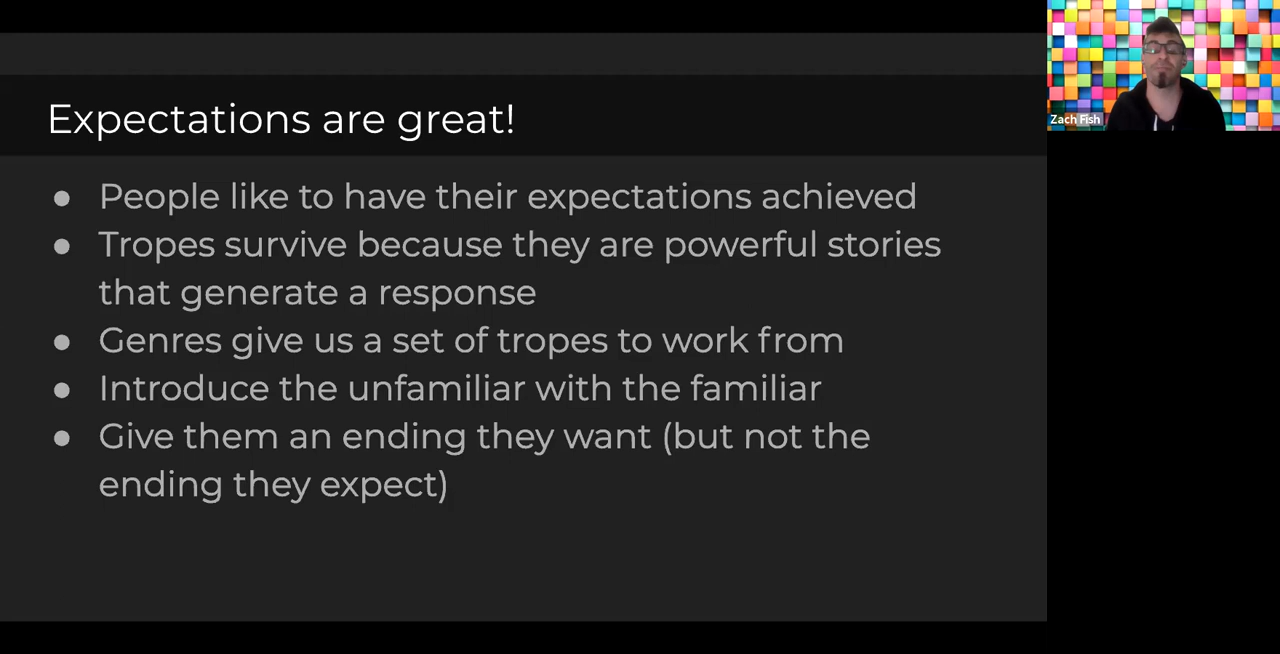 Expectations are great!
● People like to have their expectations achieved
● Tropes survive because they are powerful stories
that generate a response
● Genres give us a set of tropes to work from
● Introduce the unfamiliar with the familiar
● Give them an ending they want (but not the
ending they expect)
Zach Fish